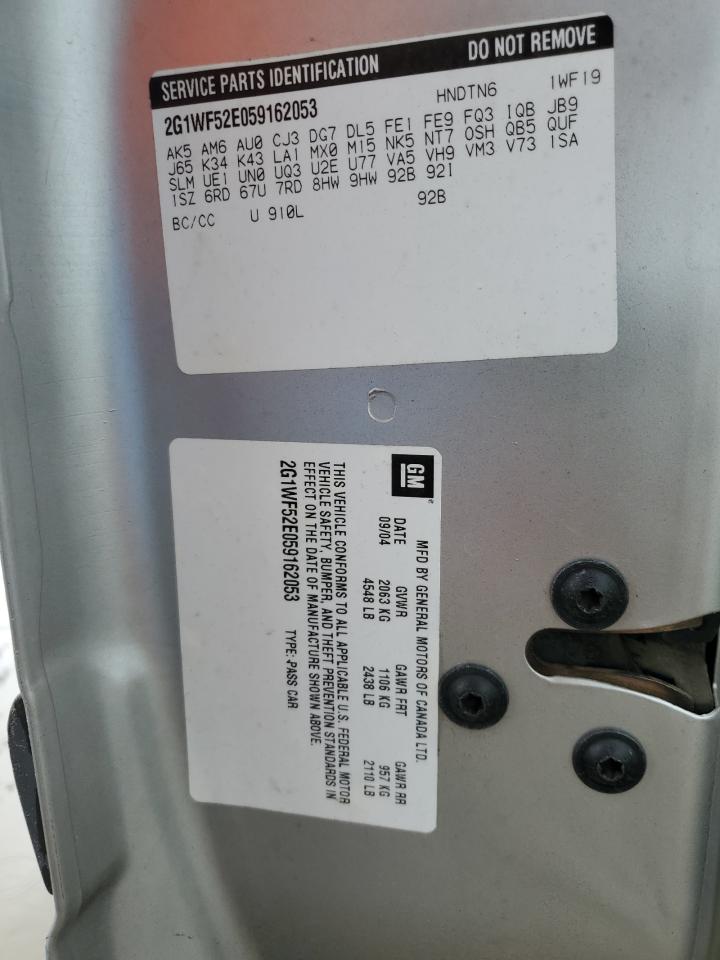 SERVICE PARTS IDENTIFICATION DO NOT REMOVE
2G1WF52E059162053 HNDTN6 1WF19
AK5 AM6 AU0 CJ3 DG7 DL5 FE1 FE9 FQ3 IQB JB9
J65 K34 K43 LA1 MX0 M15 NK5 NT7 OSH QB5 QUF
SLM UE1 UN0 UQ3 U2E U77 VA5 VH9 VM3 V73 1SA
1SZ 6RD 67U 7RD 8HW 9HW 92B 92I
BC/CC U 910L 92B
GM
MFD BY GENERAL MOTORS OF CANADA LTD.
DATE GVWR GAWR FRT GAWR RR
09/04 2063 KG 1106 KG 957 KG
4548 LB 2438 LB 2110 LB
THIS VEHICLE CONFORMS TO ALL APPLICABLE U.S. FEDERAL MOTOR
VEHICLE SAFETY, BUMPER, AND THEFT PREVENTION STANDARDS IN
EFFECT ON THE DATE OF MANUFACTURE SHOWN ABOVE.
2G1WF52E059162053 TYPE:PASS CAR